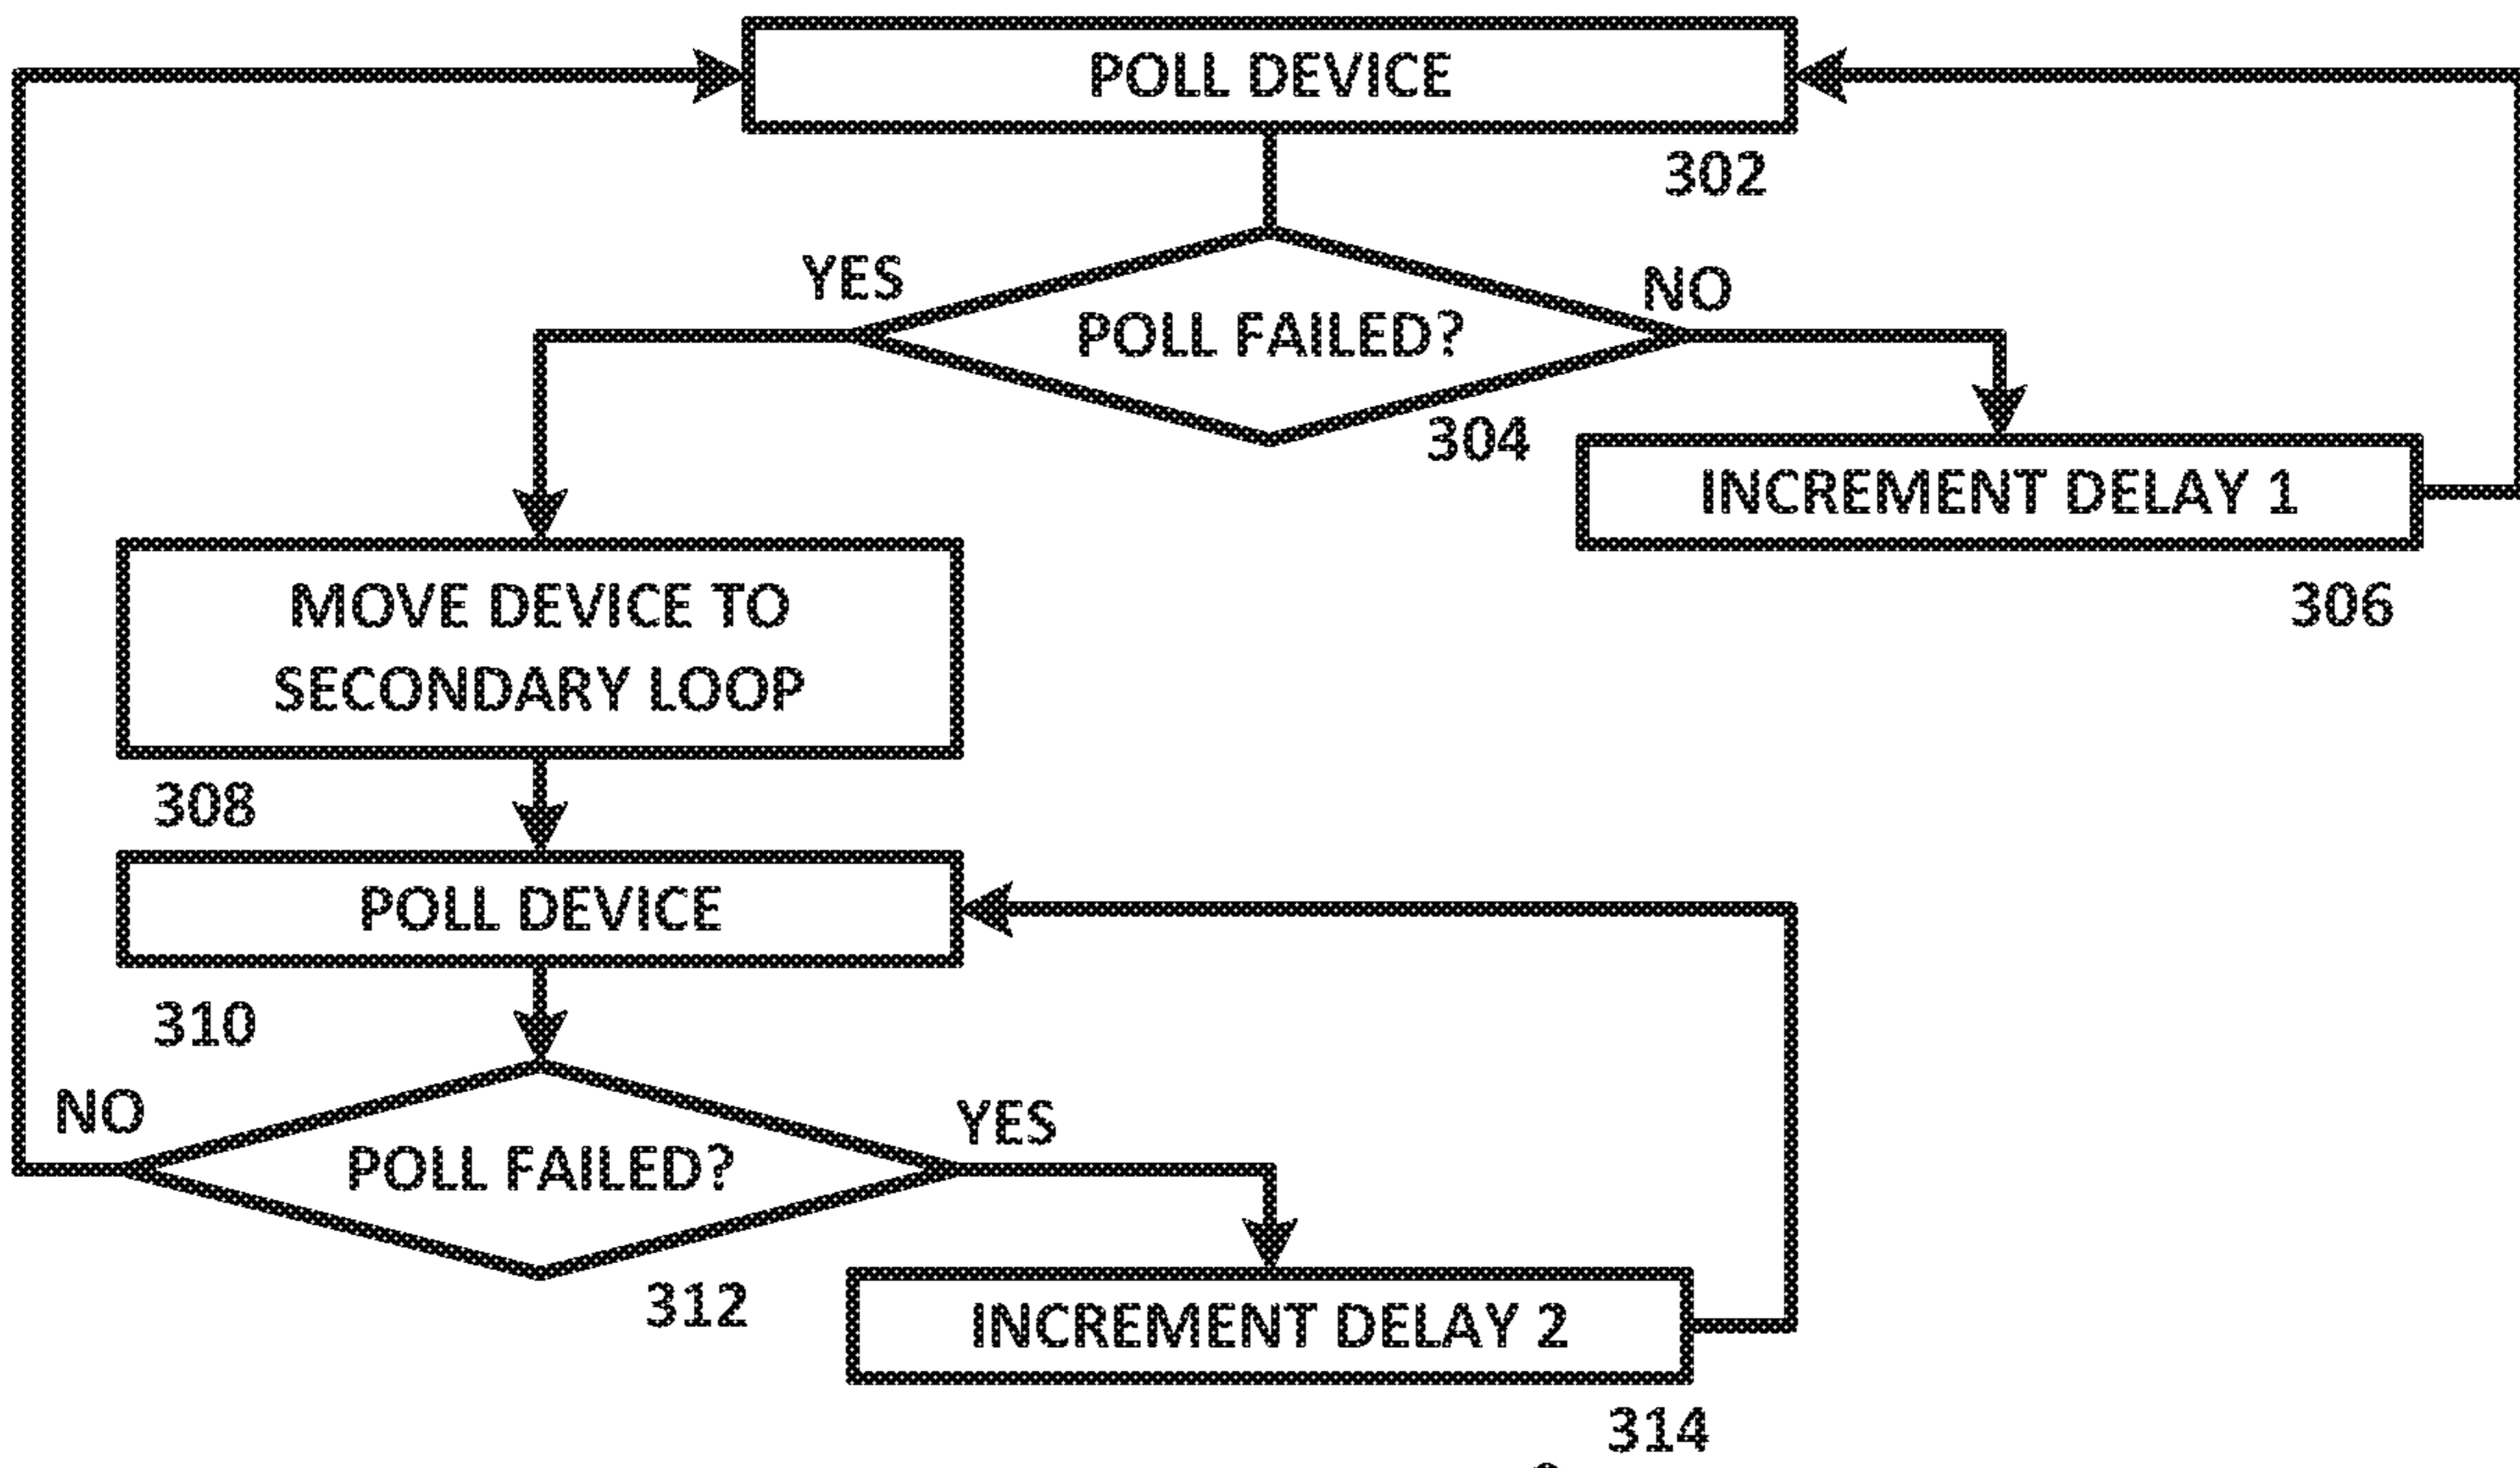 POLL DEVICE
302
YES
NO
POLL FAILED?
304
INCREMENT DELAY 1
306
MOVE DEVICE TO
SECONDARY LOOP
308
POLL DEVICE
310
NO
YES
POLL FAILED?
312
INCREMENT DELAY 2
314